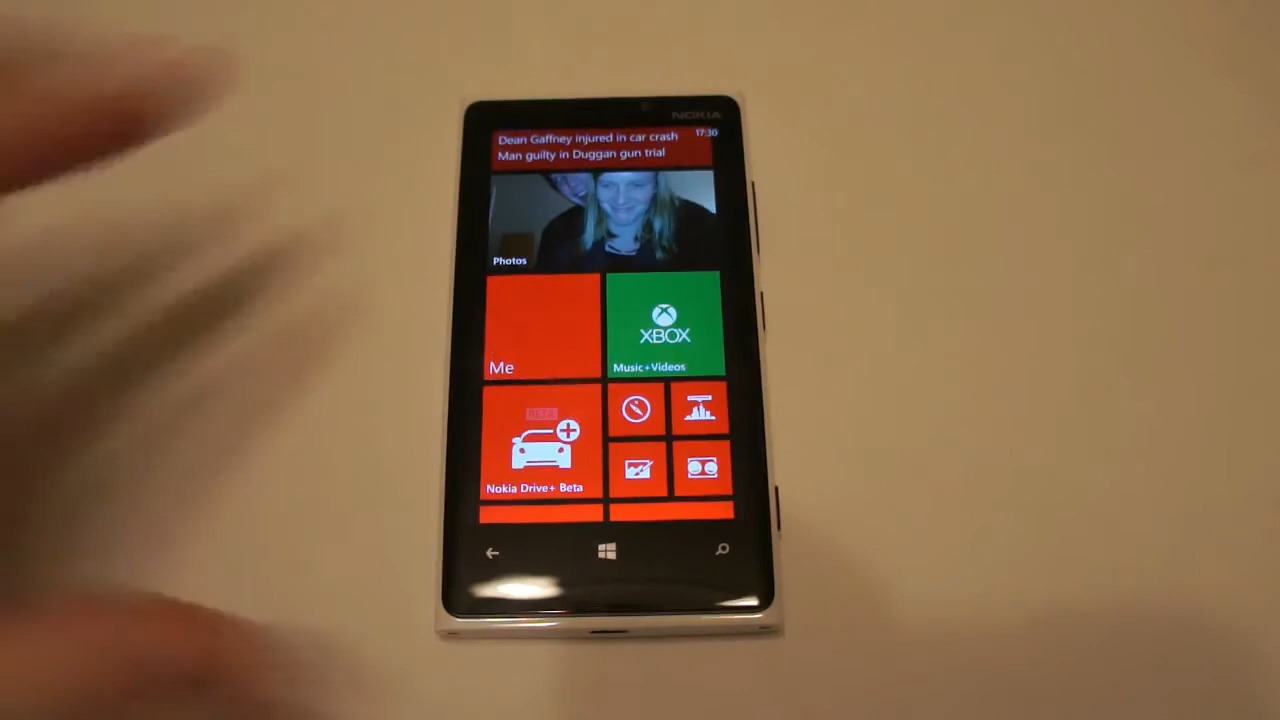 NOKIA
17:30
Dean Gaffney injured in car crash
Man guilty in Duggan gun trial
Photos
Me
XBOX
Music+Videos
BETA
Nokia Drive+ Beta